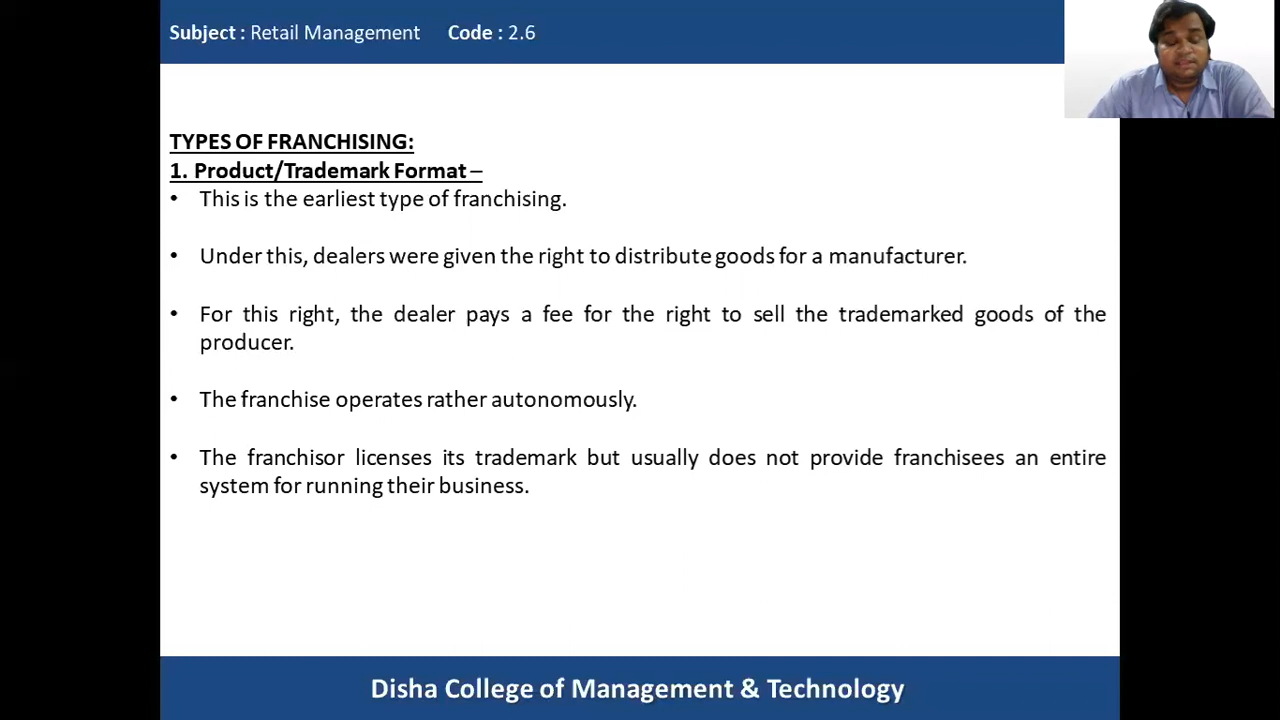 Subject : Retail Management Code : 2.6
TYPES OF FRANCHISING:
1. Product/Trademark Format –
• This is the earliest type of franchising.
• Under this, dealers were given the right to distribute goods for a manufacturer.
• For this right, the dealer pays a fee for the right to sell the trademarked goods of the
producer.
• The franchise operates rather autonomously.
• The franchisor licenses its trademark but usually does not provide franchisees an entire
system for running their business.
Disha College of Management & Technology